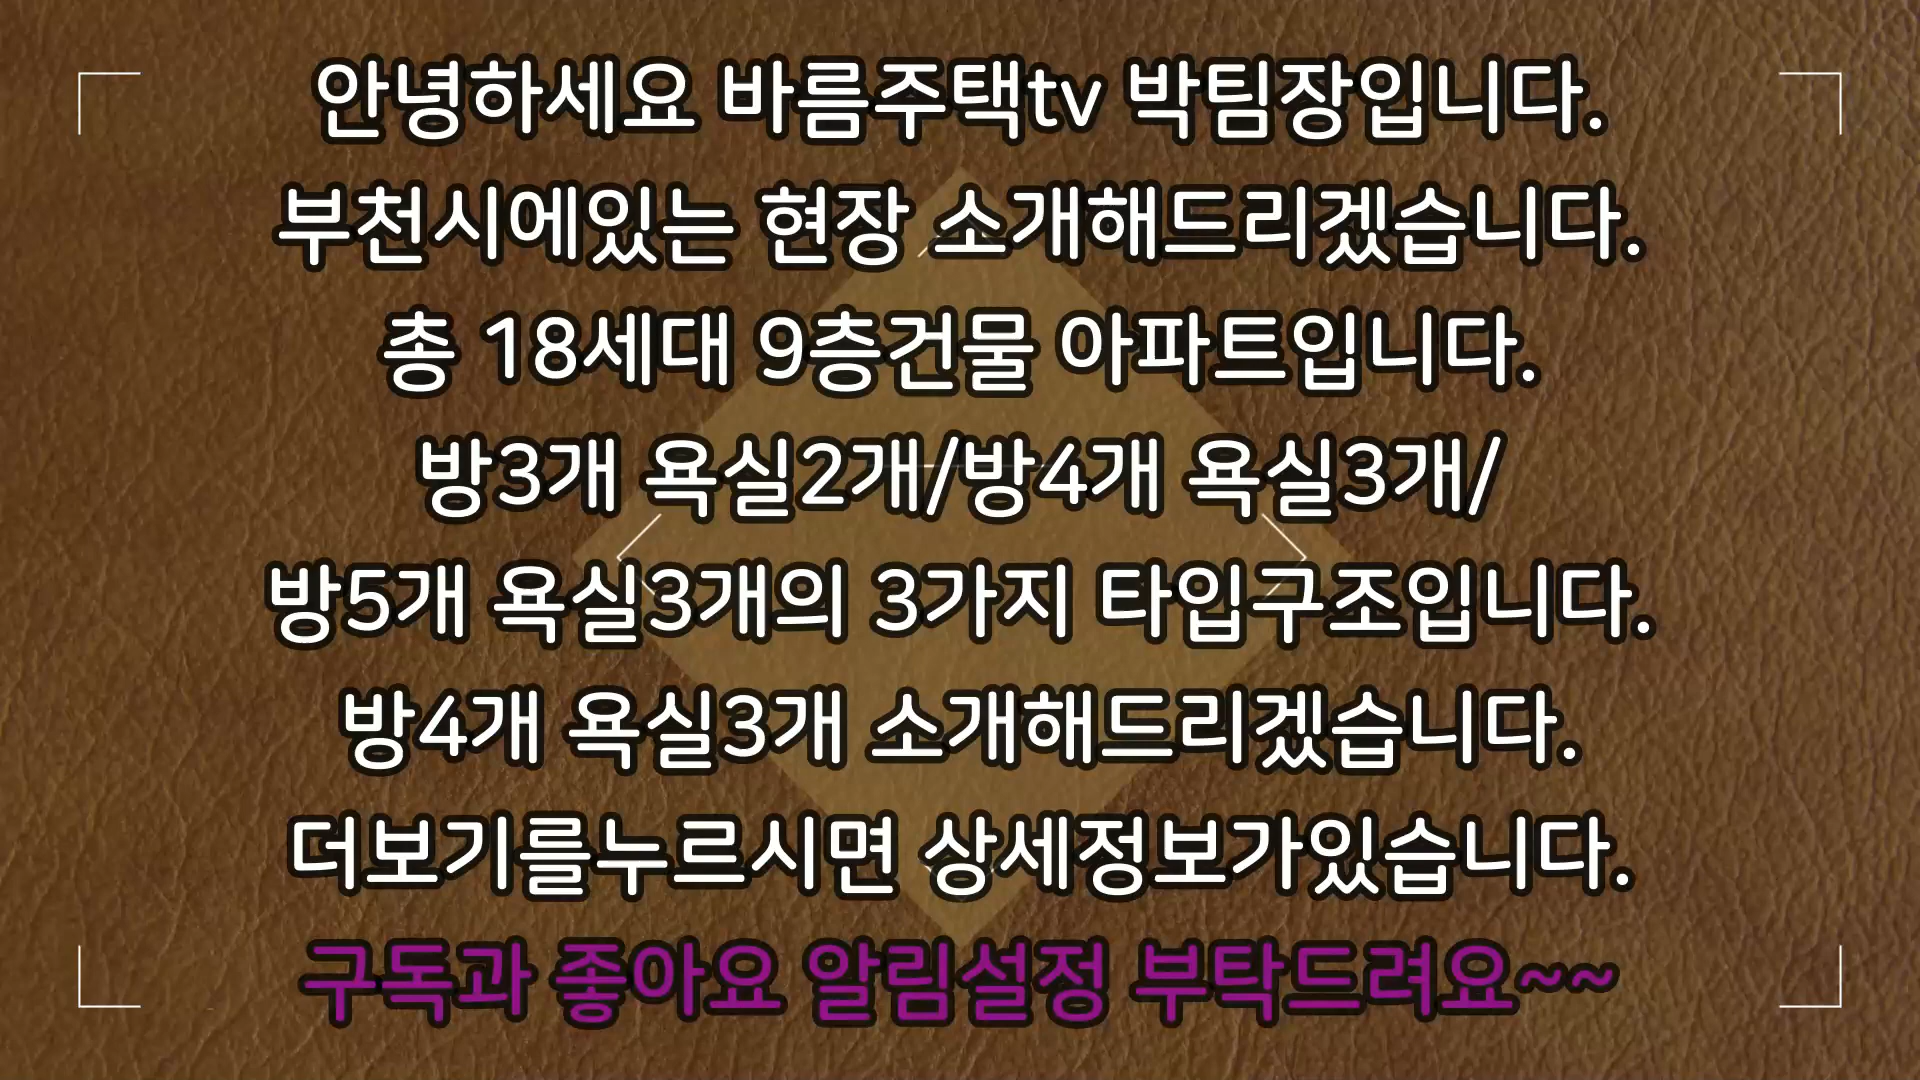 안녕하세요 바름주택tv 박팀장입니다.
부천시에있는 현장 소개해드리겠습니다.
총 18세대 9층건물 아파트입니다.
방3개 욕실2개/방4개 욕실3개/
방5개 욕실3개의 3가지 타입구조입니다.
방4개 욕실3개 소개해드리겠습니다.
더보기를누르시면 상세정보가있습니다.
구독과 좋아요 알림설정 부탁드려요~~